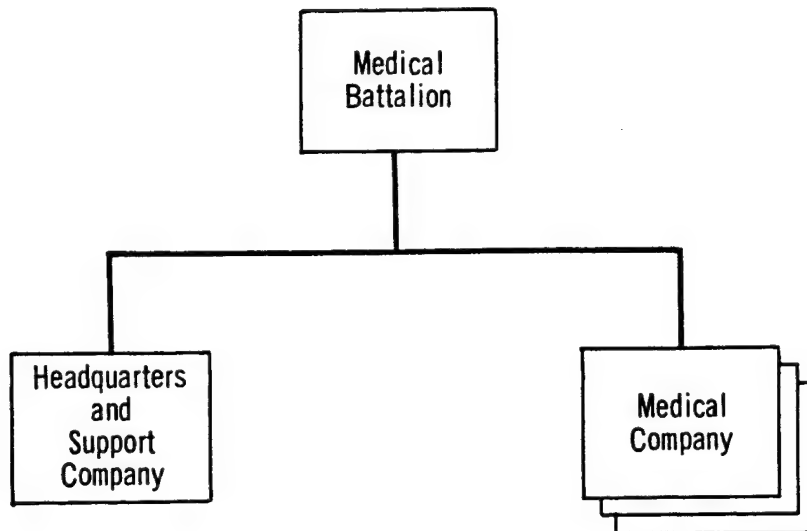 Medical
Battalion
Headquarters
and
Support
Company
Medical
Company